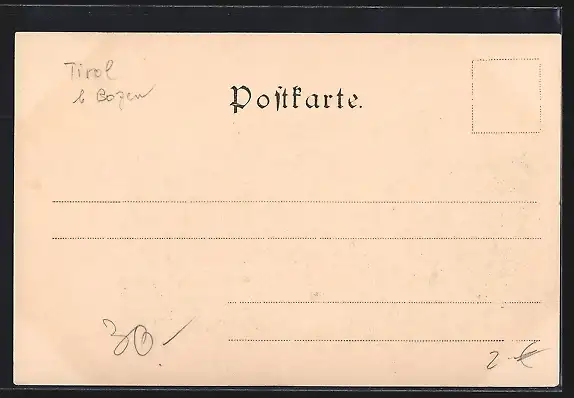 Tirol
b Bozen
Postkarte.
30.-
2.-€